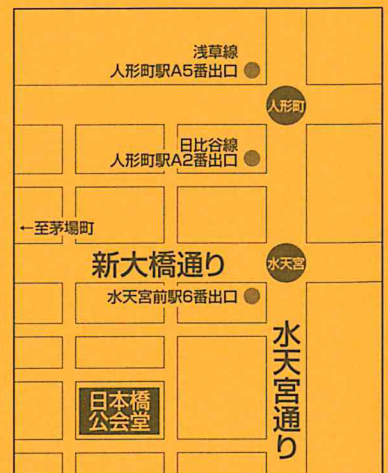 浅草線
人形町駅A5番出口
人形町
日比谷線
人形町駅A2番出口
←至茅場町
新大橋通り
水天宮
水天宮前駅6番出口
水天宮通り
日本橋
公会堂